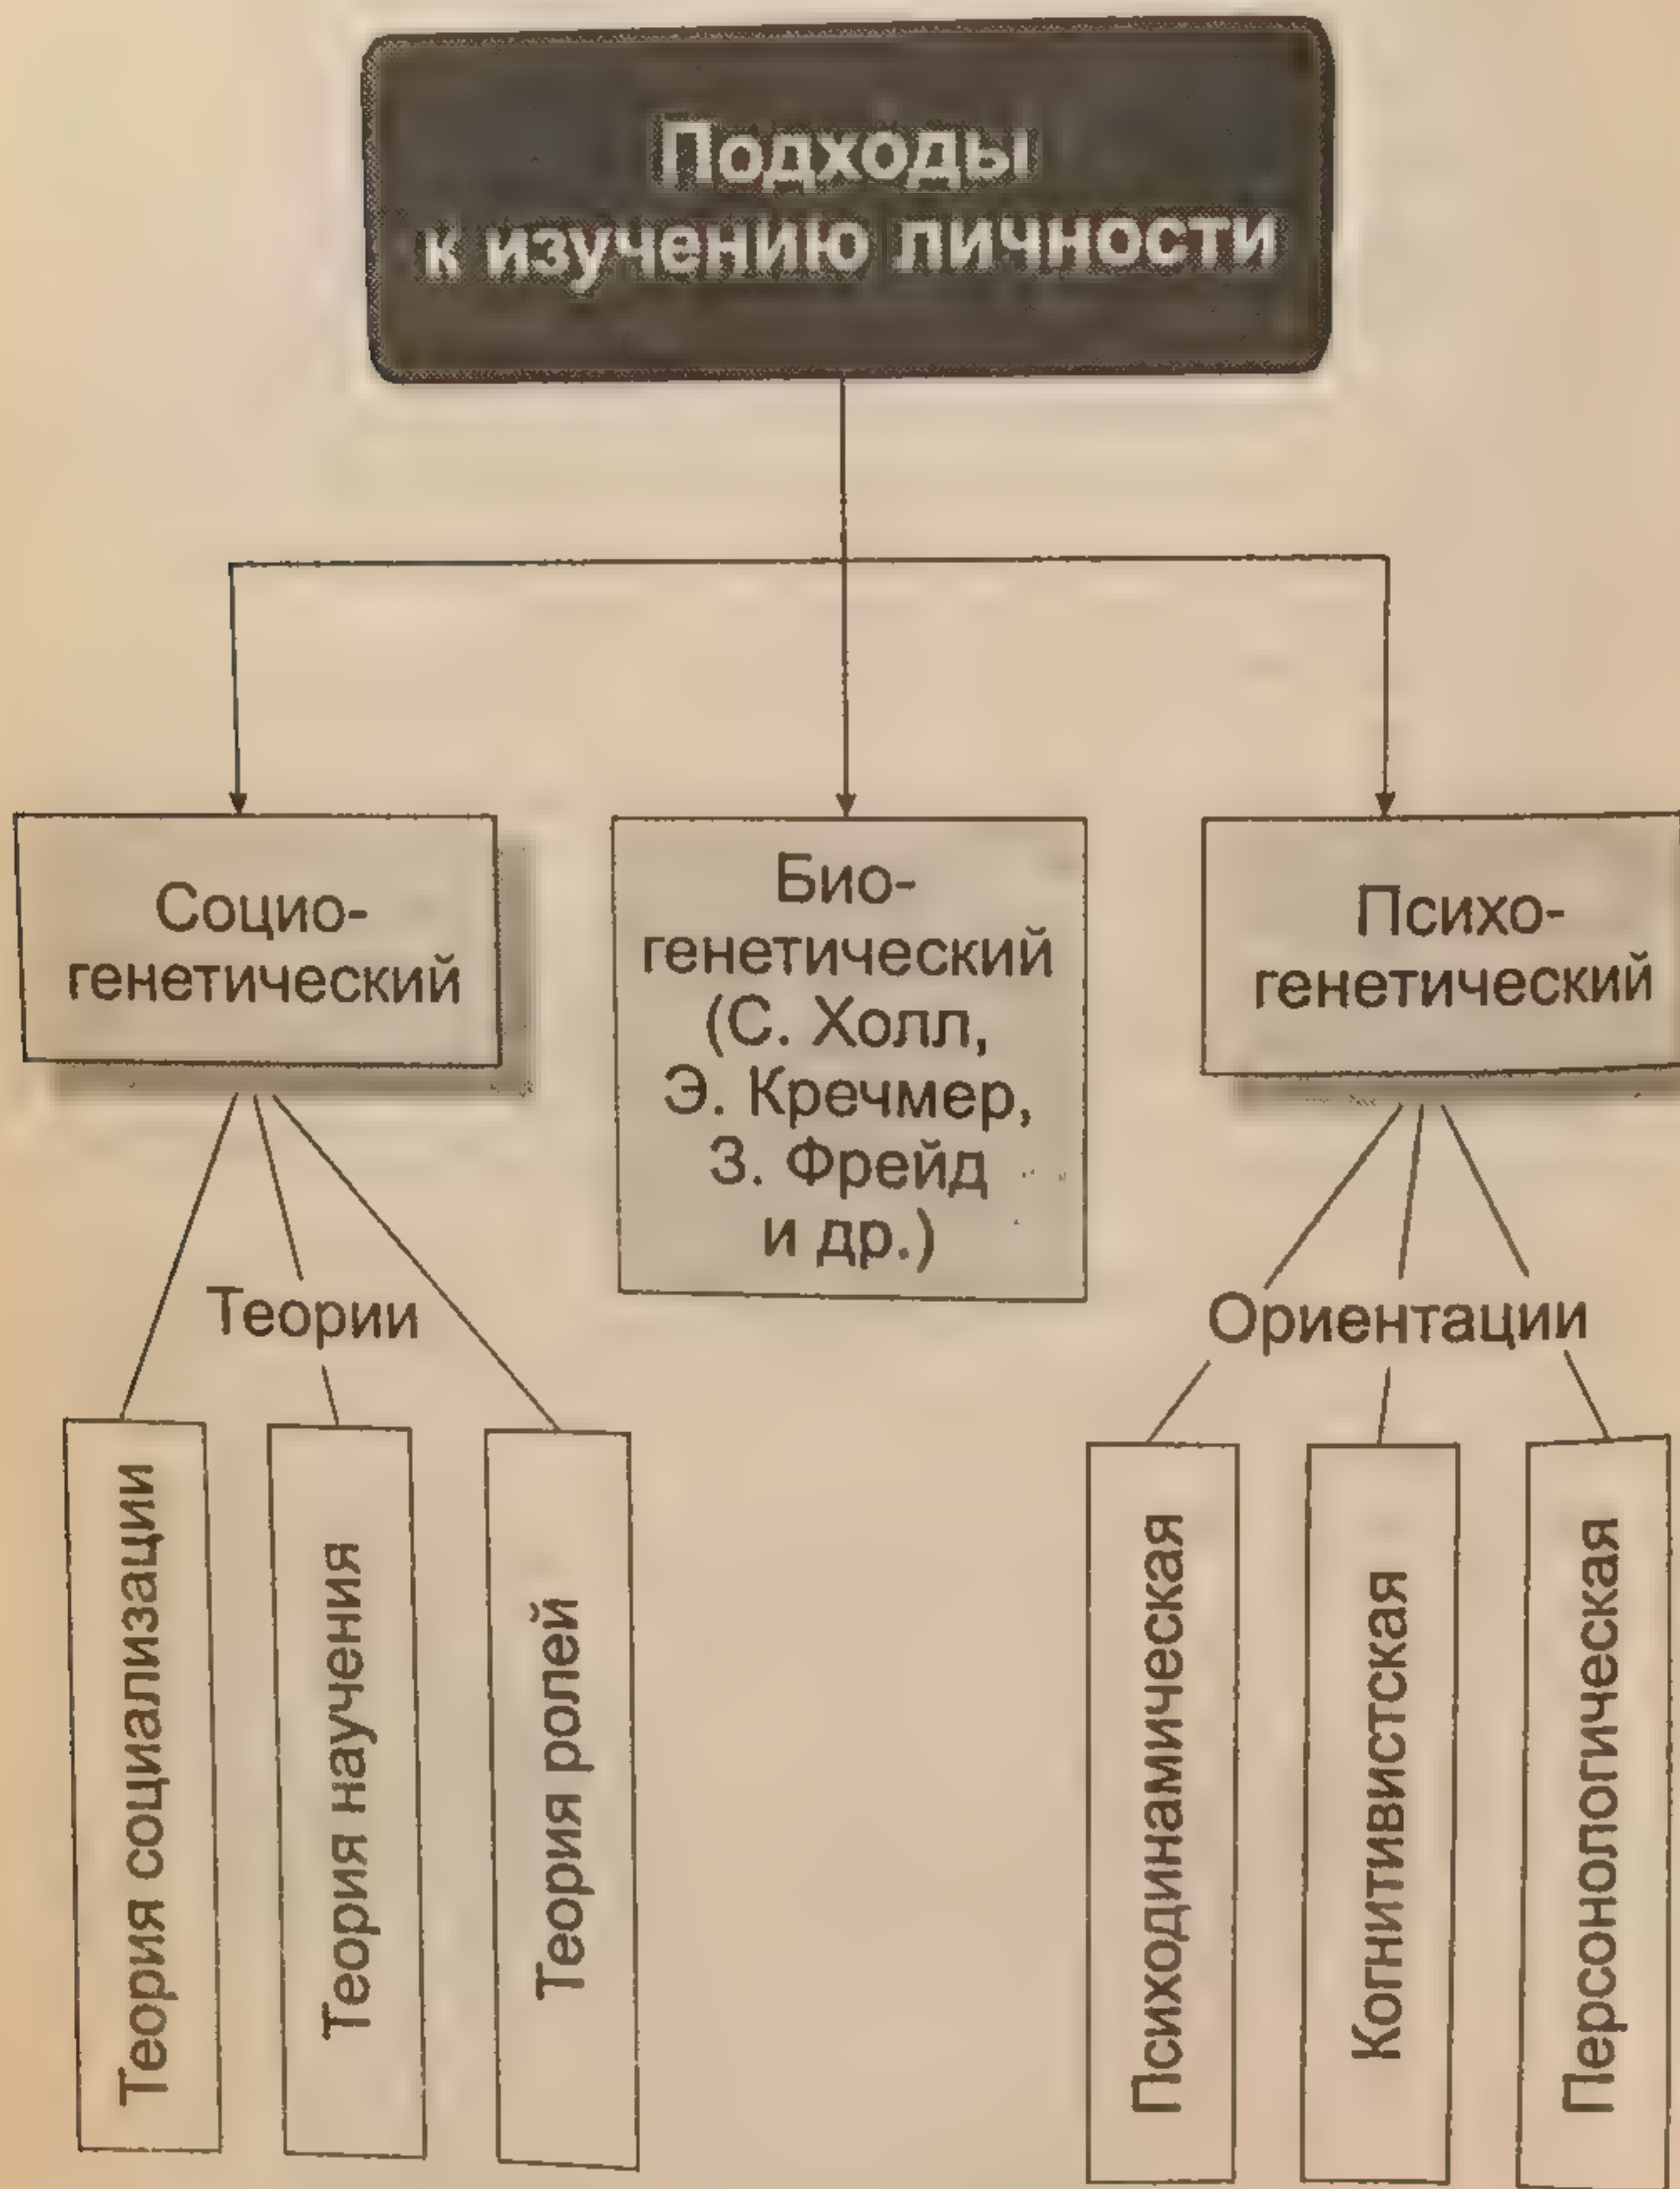 Подходы
к изучению личности
Социо-
генетический
Био-
генетический
(С. Холл,
Э. Кречмер,
З. Фрейд
и др.)
Психо-
генетический
Теории
Ориентации
Теория социализации
Теория научения
Теория ролей
Психодинамическая
Когнитивистская
Персонологическая